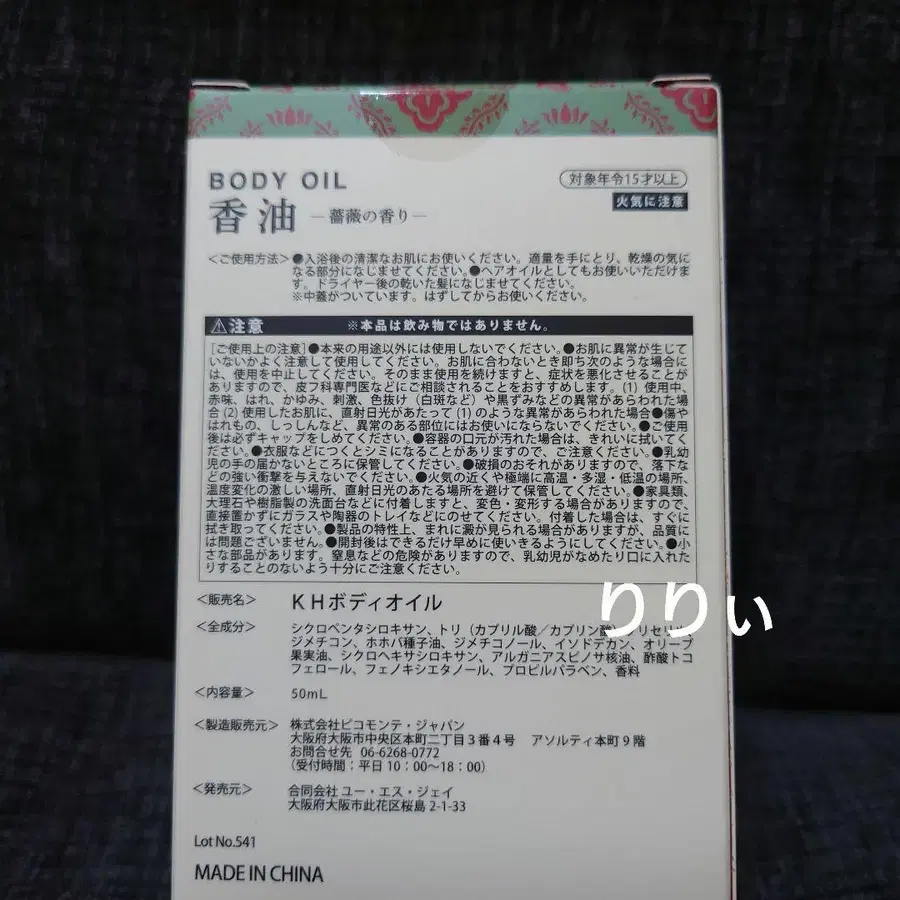 BODY OIL
対象年令15才以上
香油 ―薔薇の香り―
火気に注意
<ご使用方法>●入浴後の清潔なお肌にお使いください。適量を手にとり、乾燥の気に
なる部分になじませてください。●ヘアオイルとしてもお使いいただけま
す。ドライヤー後の乾いた髪になじませてください。
※中蓋がついています。はずしてからお使いください。
⚠注意 ※本品は飲み物ではありません。
[ご使用上の注意]●本来の用途以外には使用しないでください。●お肌に異常が生じて
いないかよく注意して使用してください。お肌に合わないとき即ち次のような場合に
は、使用を中止してください。そのまま使用を続けますと、症状を悪化させることが
ありますので、皮フ科専門医などにご相談されることをおすすめします。(1) 使用中、
赤味、はれ、かゆみ、刺激、色抜け（白斑など）や黒ずみなどの異常があらわれた場
合 (2) 使用したお肌に、直射日光があたって (1) のような異常があらわれた場合●傷や
はれもの、しっしんなど、異常のある部位にはお使いにならないでください。●ご使用
後は必ずキャップをしめてください。●容器の口元が汚れた場合は、きれいに拭いてく
ださい。●衣服などにつくとシミになることがありますので、ご注意ください。●乳幼
児の手の届かないところに保管してください。●破損のおそれがありますので、落下な
どの強い衝撃を与えないでください。●火気の近くや極端に高温・多湿・低温の場所、
温度変化の激しい場所、直射日光のあたる場所を避けて保管してください。●家具類、
大理石や樹脂製の洗面台などに付着しますと、変色・変形する場合がありますので、
直接置かずにガラスや陶器のトレイなどにのせてください。付着した場合は、すぐに
拭き取ってください。●製品の特性上、まれに澱が見られる場合がありますが、品質に
は問題ございません。●開封後はできるだけ早めに使いきるようにしてください。●小
さな部品があります。窒息などの危険がありますので、乳幼児がなめたり口に入れた
りすることのないよう十分にご注意ください。
<販売名> KHボディオイル
りりぃ
<全成分> シクロペンタシロキサン、トリ（カプリル酸／カプリン酸）
ジメチコン、ホホバ種子油、ジメチコノール、イソドデカン、オリーブ
果実油、シクロヘキサシロキサン、アルガニアスピノサ核油、酢酸トコ
フェロール、フェノキシエタノール、プロピルパラベン、香料
<内容量> 50mL
<製造販売元> 株式会社ピコモンテ・ジャパン
大阪府大阪市中央区本町二丁目3番4号 アソルティ本町9階
お問合せ先 06-6268-0772
（受付時間：平日 10：00～18：00）
<発売元> 合同会社 ユー・エス・ジェイ
大阪府大阪市此花区桜島 2-1-33
Lot No.541
MADE IN CHINA